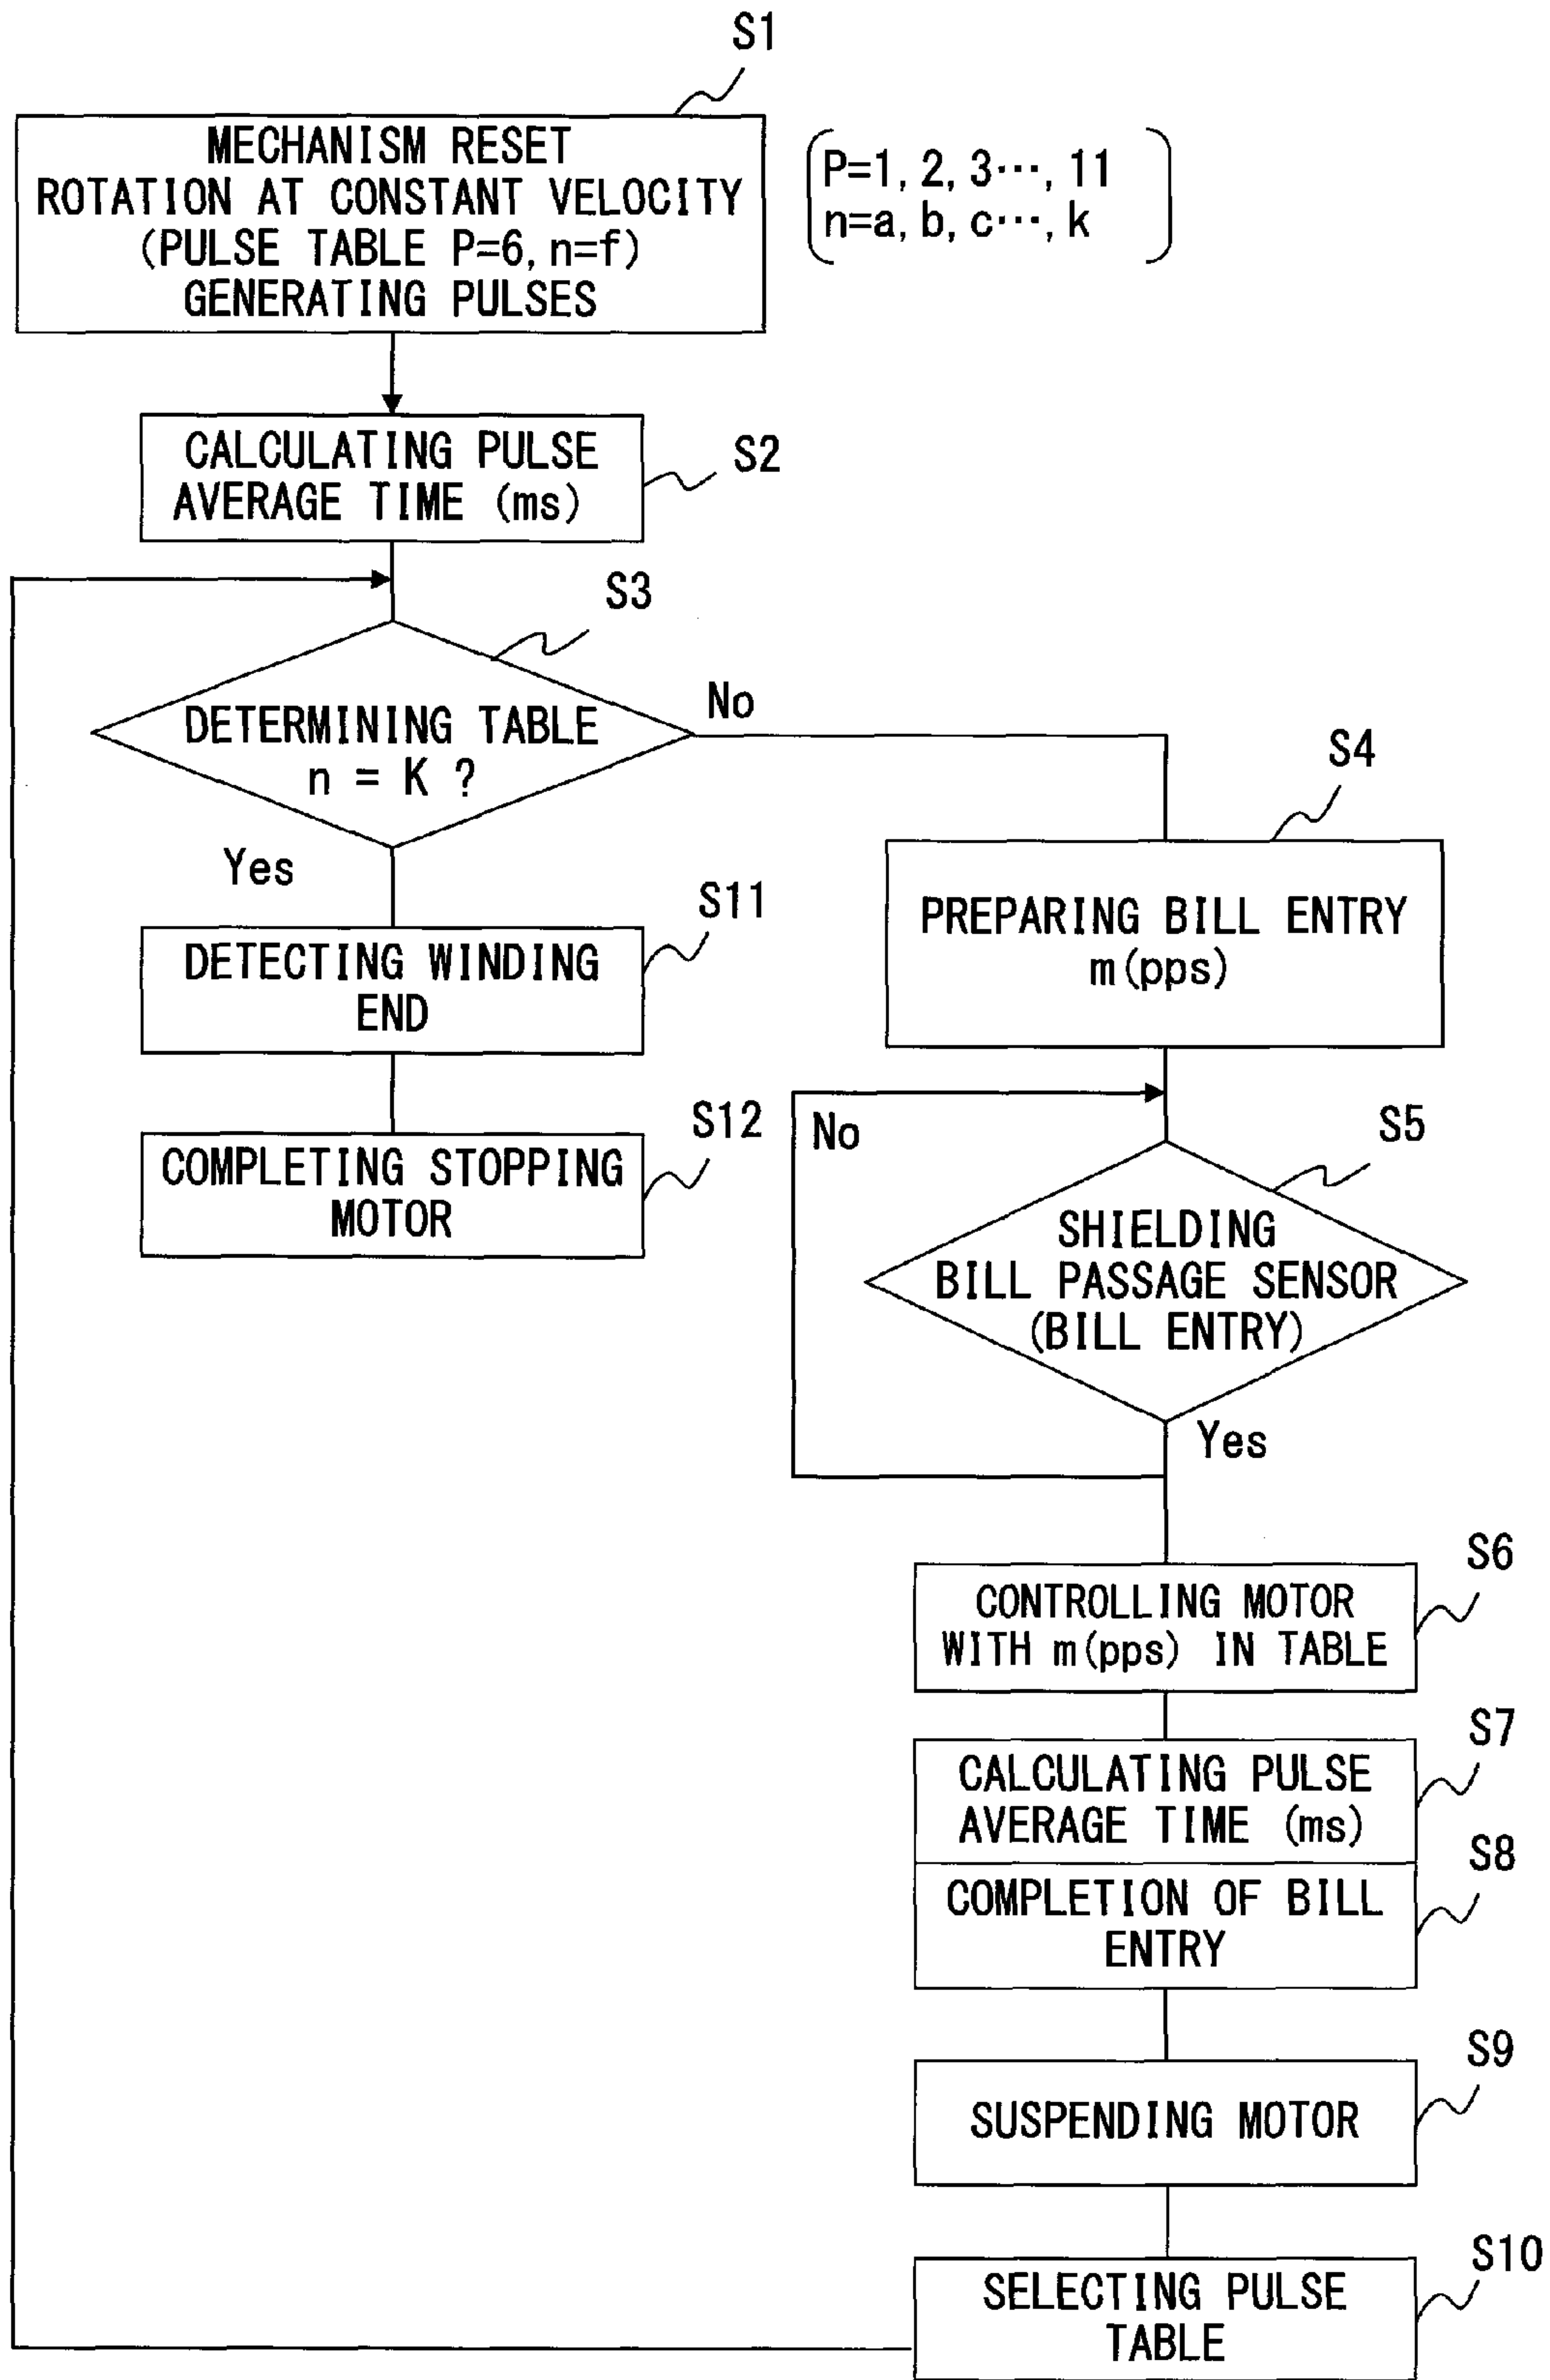 S1
MECHANISM RESET
ROTATION AT CONSTANT VELOCITY
(PULSE TABLE P=6, n=f)
GENERATING PULSES
P=1, 2, 3···, 11
n=a, b, c···, k
CALCULATING PULSE
AVERAGE TIME (ms)
S2
S3
DETERMINING TABLE
n = K ?
No
Yes
S4
PREPARING BILL ENTRY
m(pps)
S11
DETECTING WINDING
END
S12
COMPLETING STOPPING
MOTOR
No
S5
SHIELDING
BILL PASSAGE SENSOR
(BILL ENTRY)
Yes
S6
CONTROLLING MOTOR
WITH m(pps) IN TABLE
S7
CALCULATING PULSE
AVERAGE TIME (ms)
S8
COMPLETION OF BILL
ENTRY
S9
SUSPENDING MOTOR
S10
SELECTING PULSE
TABLE